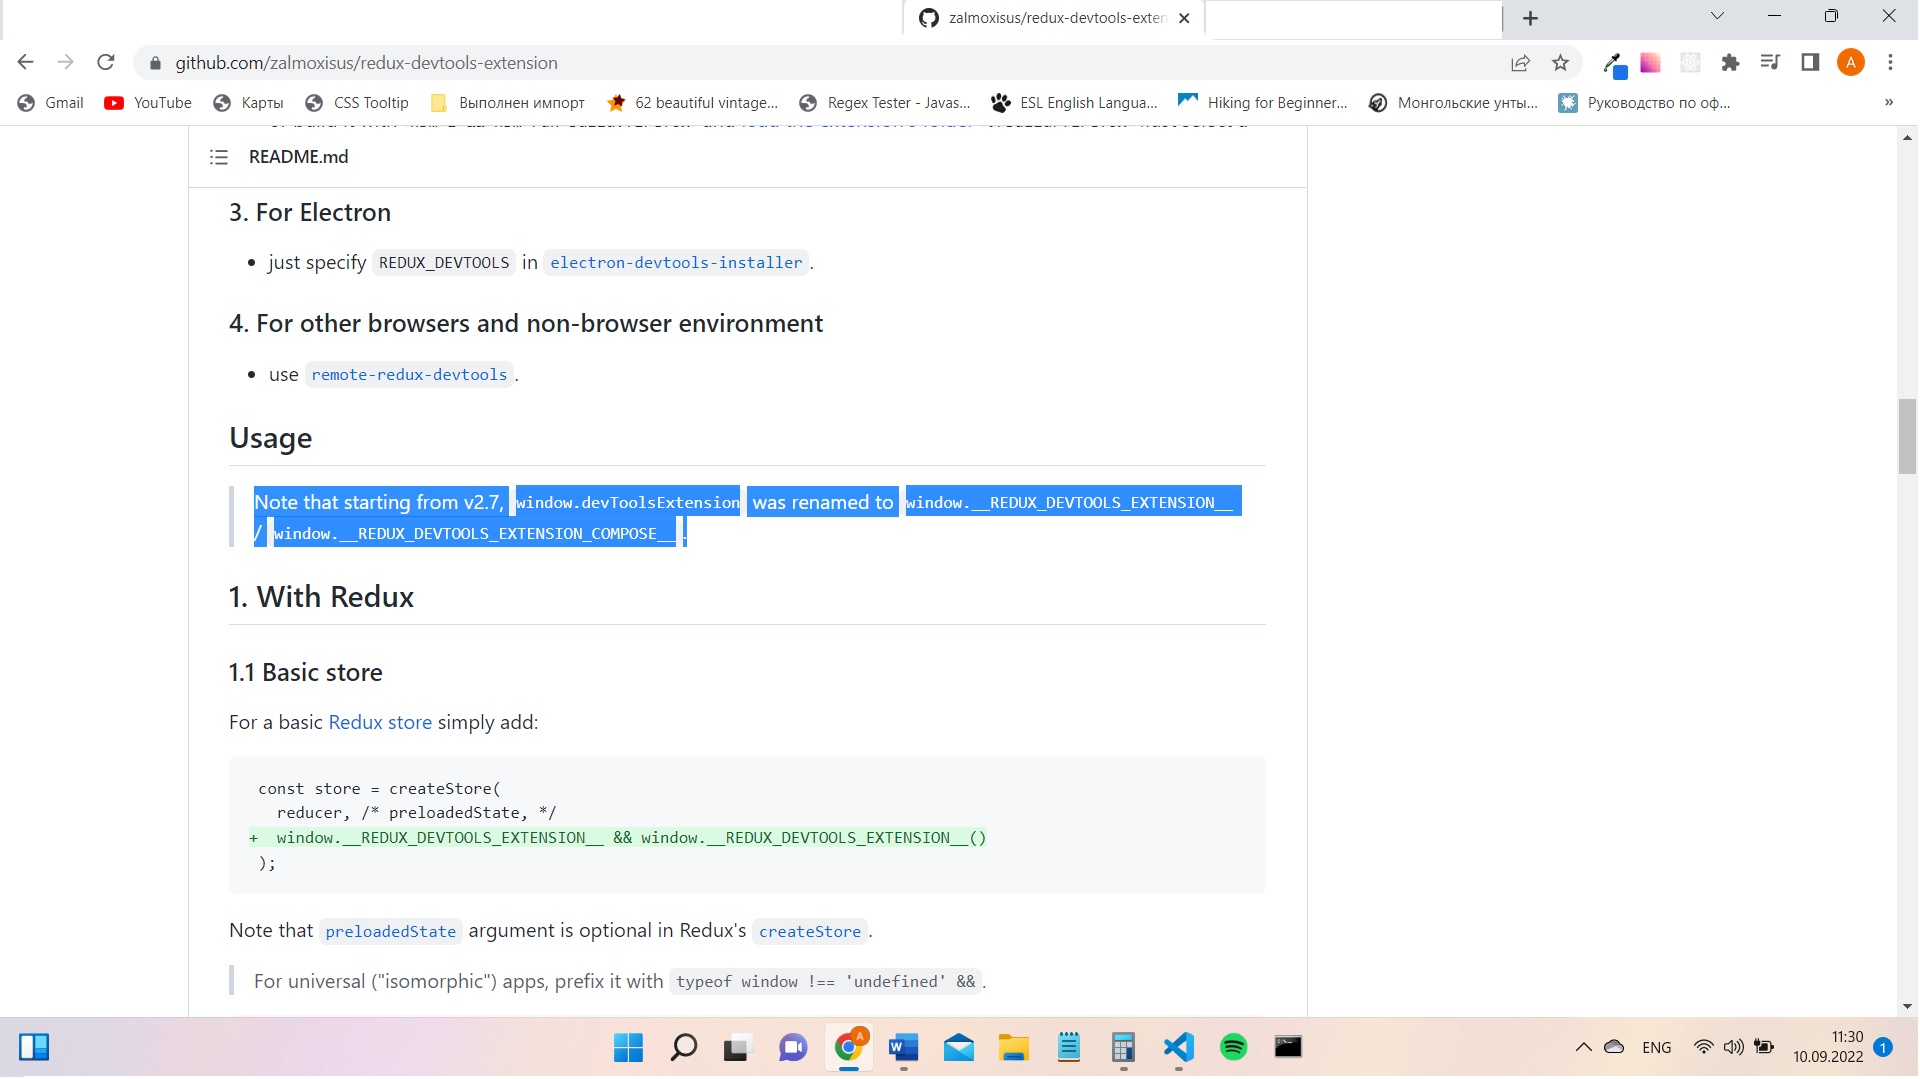 zalmoxisus/redux-devtools-exten
github.com/zalmoxisus/redux-devtools-extension
A
Gmail
YouTube
Карты
CSS Tooltip
Выполнен импорт
62 beautiful vintage...
Regex Tester - Javas...
ESL English Langua...
Hiking for Beginner...
Монгольские унты...
Руководство по оф...
»
README.md
3. For Electron
just specify REDUX_DEVTOOLS in electron-devtools-installer.
4. For other browsers and non-browser environment
use remote-redux-devtools.
Usage
Note that starting from v2.7, window.devToolsExtension was renamed to window.__REDUX_DEVTOOLS_EXTENSION__
/ window.__REDUX_DEVTOOLS_EXTENSION_COMPOSE__.
1. With Redux
1.1 Basic store
For a basic Redux store simply add:
const store = createStore(
reducer, /* preloadedState, */
+ window.__REDUX_DEVTOOLS_EXTENSION__ && window.__REDUX_DEVTOOLS_EXTENSION__()
);
Note that preloadedState argument is optional in Redux's createStore.
For universal ("isomorphic") apps, prefix it with typeof window !== 'undefined' &&.
A
W
ENG
11:30
10.09.2022
1